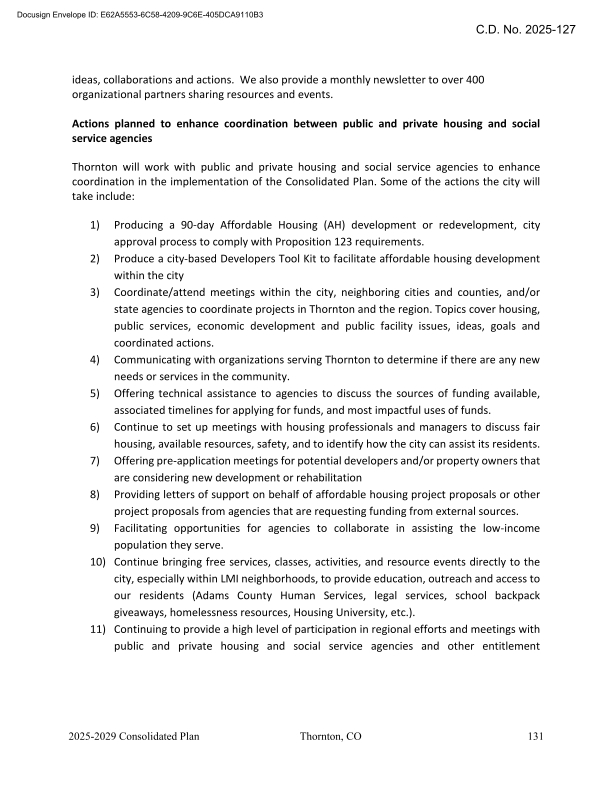 Docusign Envelope ID: E62A5553-6C58-4209-9C6E-405DCA9110B3
C.D. No. 2025-127
ideas, collaborations and actions.  We also provide a monthly newsletter to over 400
organizational partners sharing resources and events.
Actions planned to enhance coordination between public and private housing and social
service agencies
Thornton will work with public and private housing and social service agencies to enhance
coordination in the implementation of the Consolidated Plan. Some of the actions the city will
take include:
1) Producing a 90-day Affordable Housing (AH) development or redevelopment, city
approval process to comply with Proposition 123 requirements.
2) Produce a city-based Developers Tool Kit to facilitate affordable housing development
within the city
3) Coordinate/attend meetings within the city, neighboring cities and counties, and/or
state agencies to coordinate projects in Thornton and the region. Topics cover housing,
public services, economic development and public facility issues, ideas, goals and
coordinated actions.
4) Communicating with organizations serving Thornton to determine if there are any new
needs or services in the community.
5) Offering technical assistance to agencies to discuss the sources of funding available,
associated timelines for applying for funds, and most impactful uses of funds.
6) Continue to set up meetings with housing professionals and managers to discuss fair
housing, available resources, safety, and to identify how the city can assist its residents.
7) Offering pre-application meetings for potential developers and/or property owners that
are considering new development or rehabilitation
8) Providing letters of support on behalf of affordable housing project proposals or other
project proposals from agencies that are requesting funding from external sources.
9) Facilitating opportunities for agencies to collaborate in assisting the low-income
population they serve.
10) Continue bringing free services, classes, activities, and resource events directly to the
city, especially within LMI neighborhoods, to provide education, outreach and access to
our residents (Adams County Human Services, legal services, school backpack
giveaways, homelessness resources, Housing University, etc.).
11) Continuing to provide a high level of participation in regional efforts and meetings with
public and private housing and social service agencies and other entitlement
2025-2029 Consolidated Plan
Thornton, CO
131